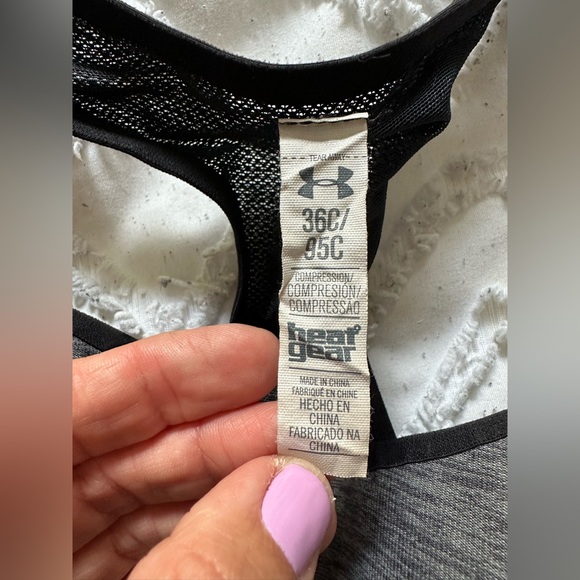 TEAR AWAY
36C/
95C
COMPRESSION/
COMPRESIÓN/
COMPRESSÃO
heat
gear
MADE IN CHINA
FABRIQUÉ EN CHINE
HECHO EN
CHINA
FABRICADO NA
CHINA